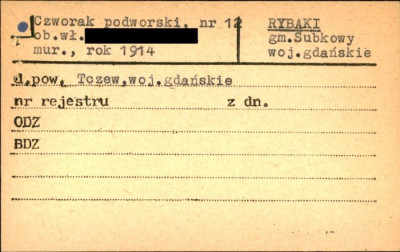 Czworak podworski, nr 12
ob.wł.
mur., rok 1914
RYBAKI
gm.Subkowy
woj.gdańskie
d.pow. Tczew,woj.gdańskie
nr rejestru z dn.
ODZ
BDZ